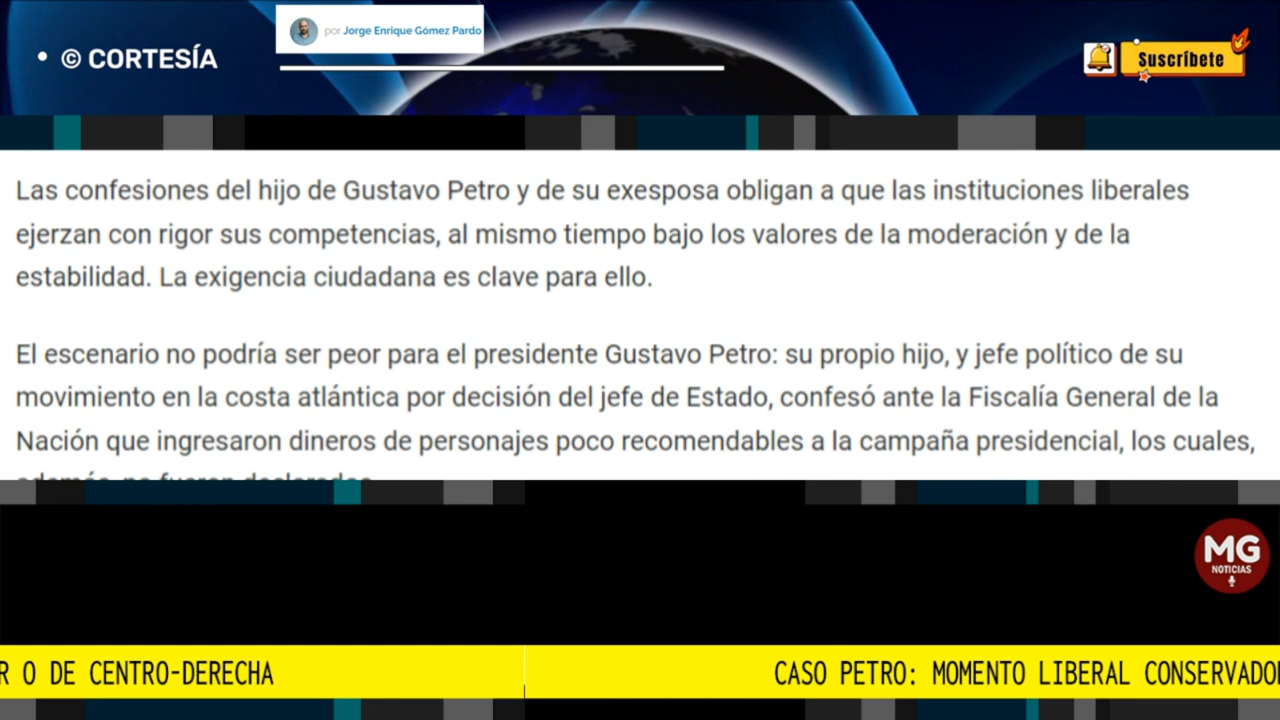 • © CORTESÍA
por Jorge Enrique Gómez Pardo
Suscríbete
Las confesiones del hijo de Gustavo Petro y de su exesposa obligan a que las instituciones liberales
ejerzan con rigor sus competencias, al mismo tiempo bajo los valores de la moderación y de la
estabilidad. La exigencia ciudadana es clave para ello.
El escenario no podría ser peor para el presidente Gustavo Petro: su propio hijo, y jefe político de su
movimiento en la costa atlántica por decisión del jefe de Estado, confesó ante la Fiscalía General de la
Nación que ingresaron dineros de personajes poco recomendables a la campaña presidencial, los cuales,
además, no fueron declarados
MG
NOTICIAS
R O DE CENTRO-DERECHA
CASO PETRO: MOMENTO LIBERAL CONSERVADO